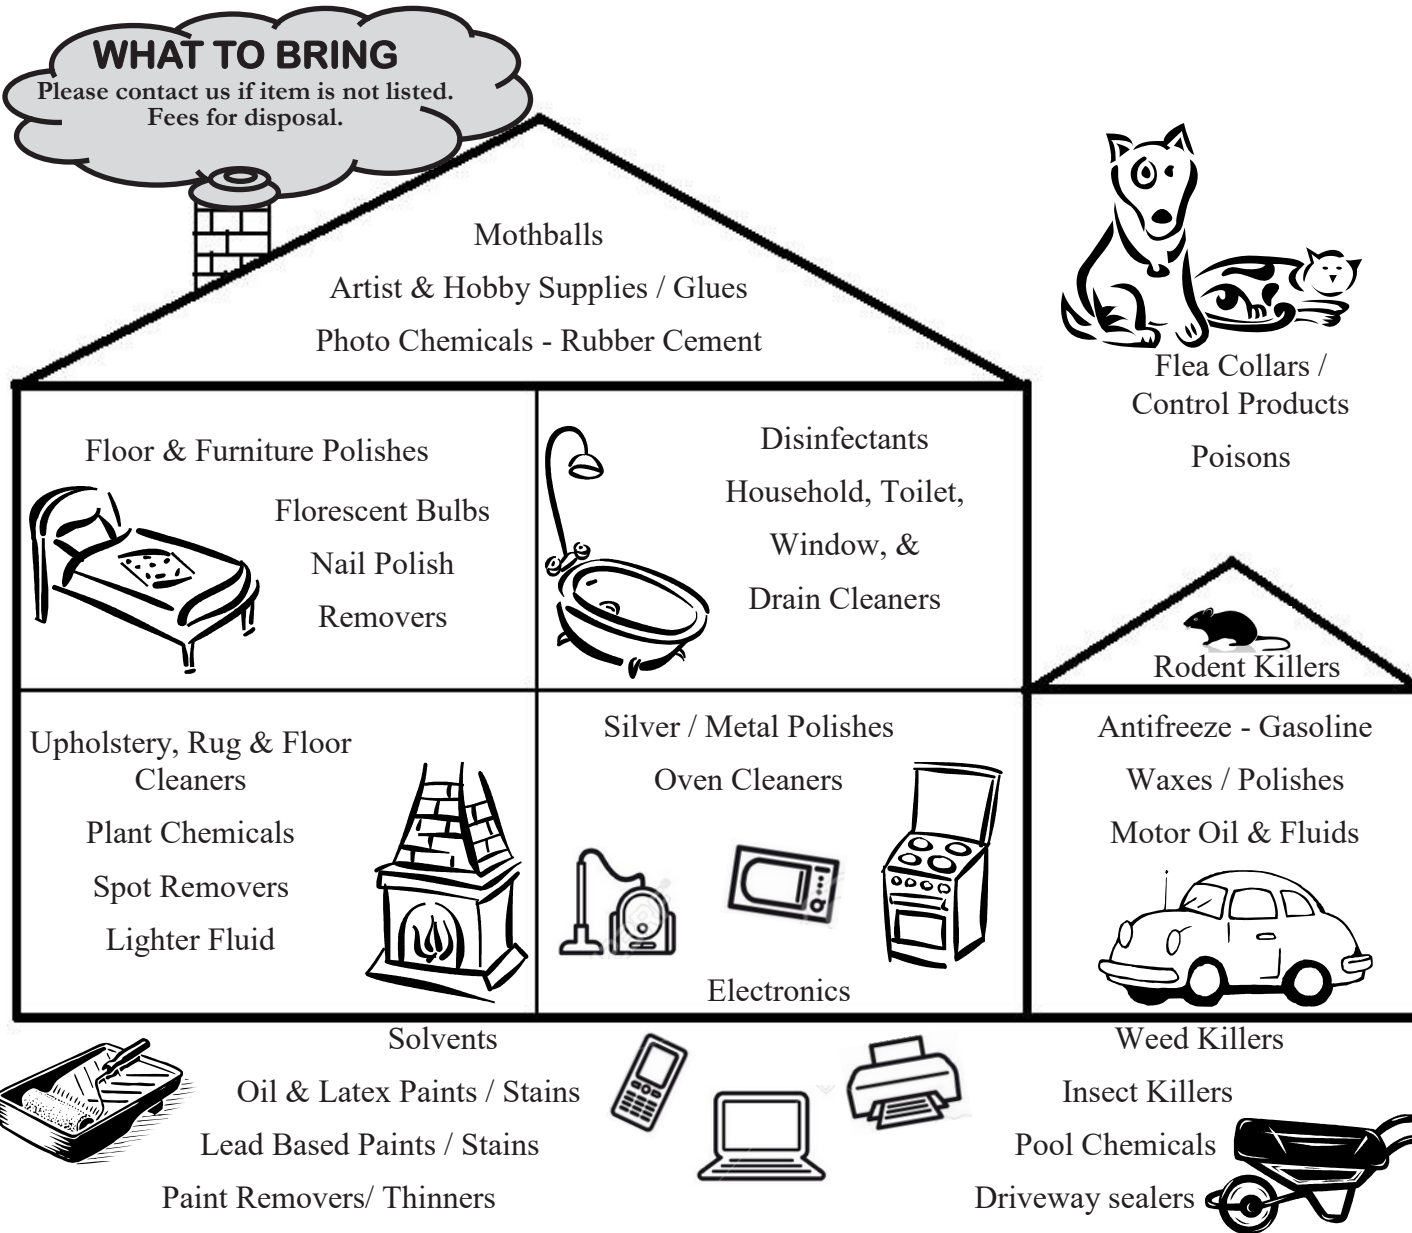 WHAT TO BRING
Please contact us if item is not listed.
Fees for disposal.
Mothballs
Artist & Hobby Supplies / Glues
Photo Chemicals - Rubber Cement
Flea Collars /
Control Products
Poisons
Floor & Furniture Polishes
Florescent Bulbs
Nail Polish
Removers
Disinfectants
Household, Toilet,
Window, &
Drain Cleaners
Rodent Killers
Upholstery, Rug & Floor
Cleaners
Plant Chemicals
Spot Removers
Lighter Fluid
Silver / Metal Polishes
Oven Cleaners
Electronics
Antifreeze - Gasoline
Waxes / Polishes
Motor Oil & Fluids
Solvents
Oil & Latex Paints / Stains
Lead Based Paints / Stains
Paint Removers/ Thinners
Weed Killers
Insect Killers
Pool Chemicals
Driveway sealers